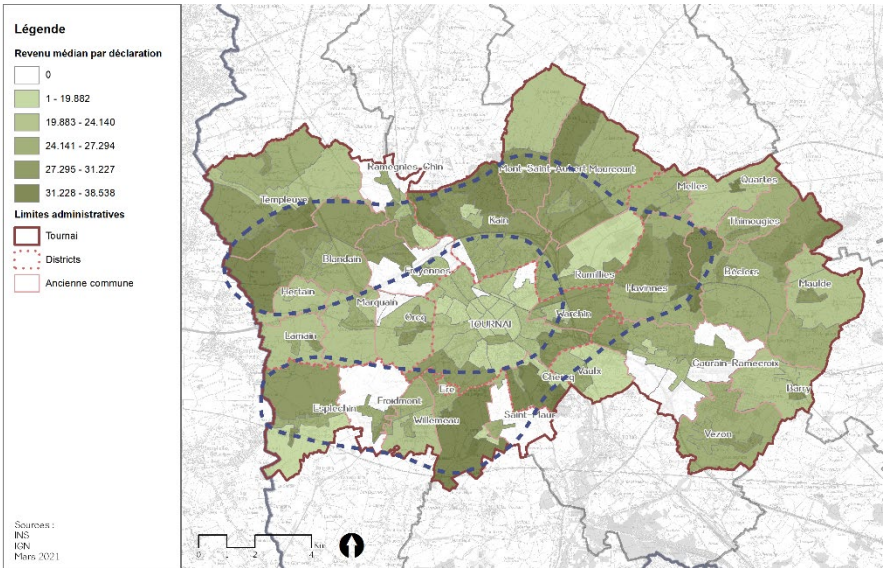 Légende
Revenu médian par déclaration
0
1 - 19.882
19.883 - 24.140
24.141 - 27.294
27.295 - 31.227
31.228 - 38.538
Limites administratives
Tournai
Districts
Ancienne commune
Sources :
INS
IGN
Mars 2021
Ramegnies-Chin
Mont-Saint-Aubert
Mourcourt
Melles
Quartes
Templeuve
Kain
Thimougies
Blandain
Froyennes
Rumillies
Béclers
Hertain
Havinnes
Maulde
Marquain
Orcq
Lamain
TOURNAI
Warchin
Gaurain-Ramecroix
Vaulx
Chercq
Ere
Barry
Esplechin
Froidmont
Willemeau
Saint-Maur
Vezon
0 1 2 4 Km